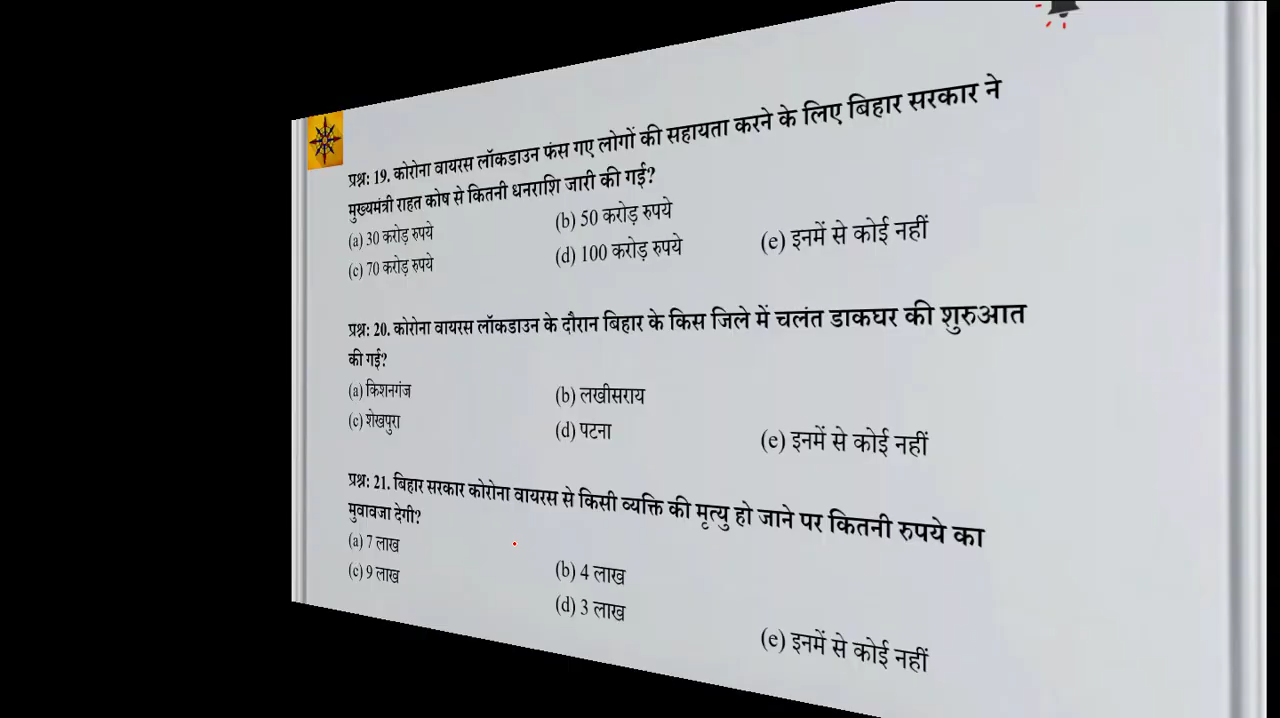 प्रश्न: 19. कोरोना वायरस लॉकडाउन फंस गए लोगों की सहायता करने के लिए बिहार सरकार ने
मुख्यमंत्री राहत कोष से कितनी धनराशि जारी की गई?
(a) 30 करोड़ रुपये (b) 50 करोड़ रुपये
(c) 70 करोड़ रुपये (d) 100 करोड़ रुपये (e) इनमें से कोई नहीं
प्रश्न: 20. कोरोना वायरस लॉकडाउन के दौरान बिहार के किस जिले में चलंत डाकघर की शुरुआत
की गई?
(a) किशनगंज (b) लखीसराय
(c) शेखपुरा (d) पटना (e) इनमें से कोई नहीं
प्रश्न: 21. बिहार सरकार कोरोना वायरस से किसी व्यक्ति की मृत्यु हो जाने पर कितनी रुपये का
मुवावजा देगी?
(a) 7 लाख (b) 4 लाख
(c) 9 लाख (d) 3 लाख (e) इनमें से कोई नहीं